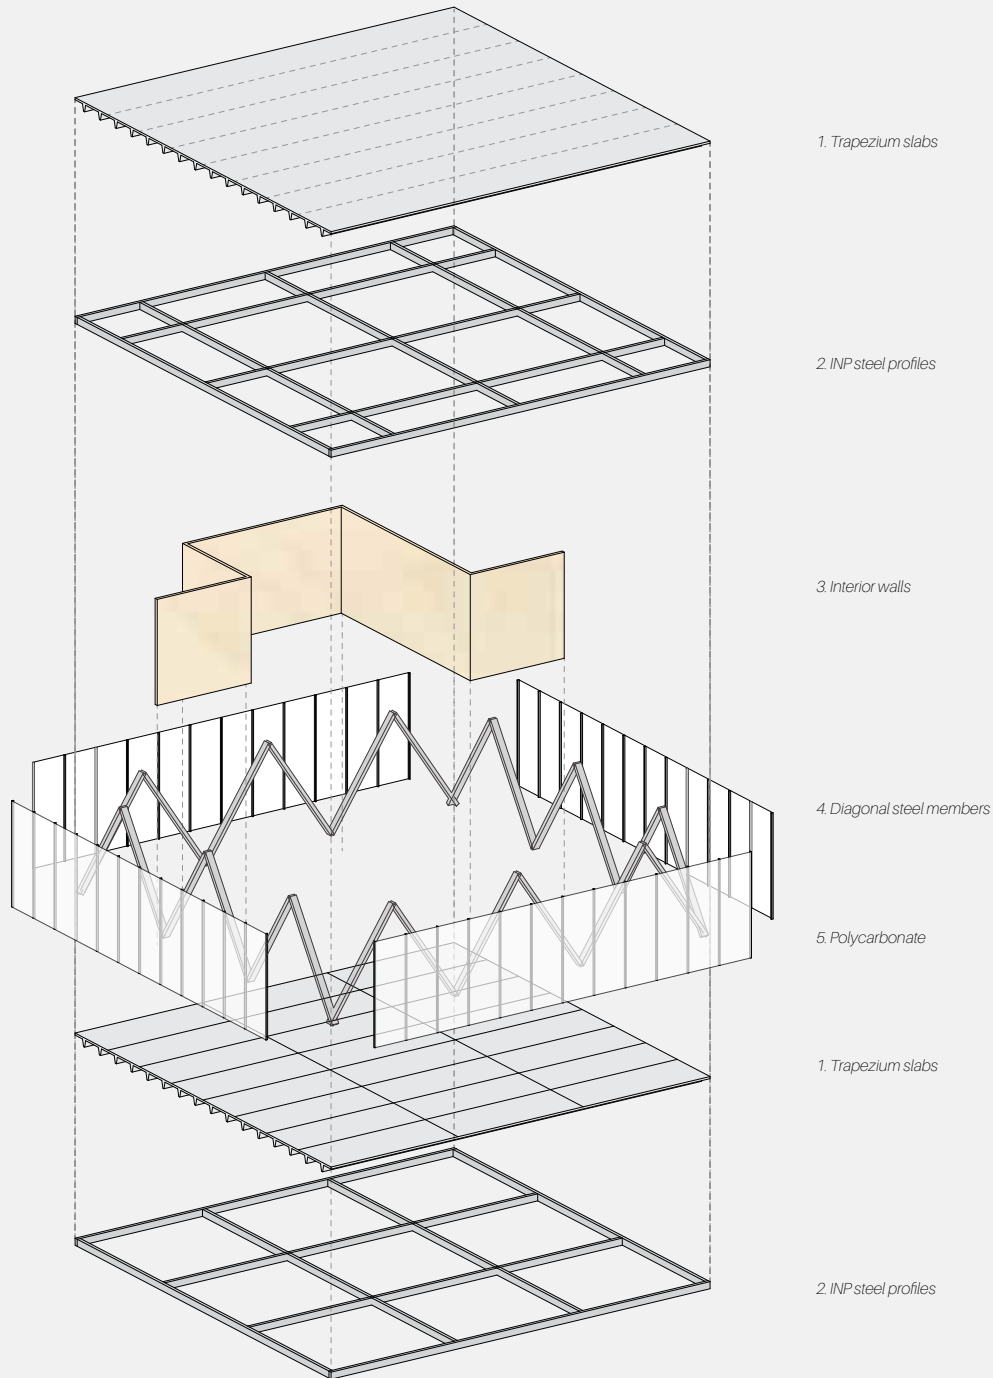 1. Trapezium slabs
2. INP steel profiles
3. Interior walls
4. Diagonal steel members
5. Polycarbonate
1. Trapezium slabs
2. INP steel profiles